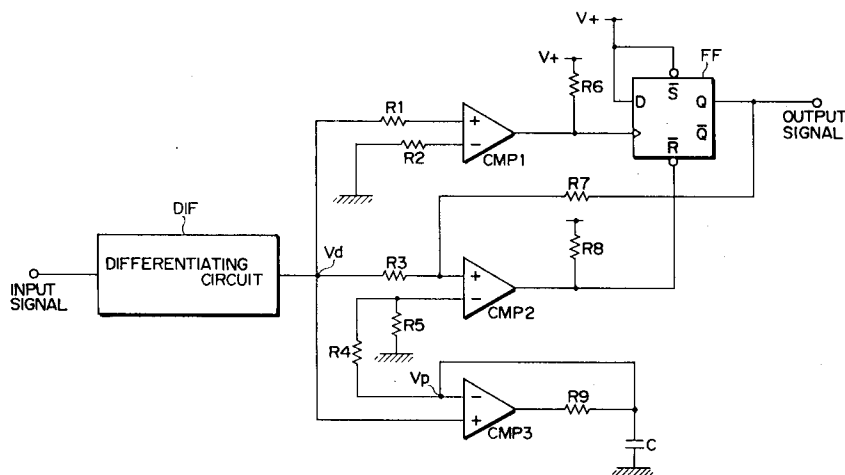 V+
V+
FF
R6
S̅
D
Q
Q̅
R̅
OUTPUT
SIGNAL
R1
+
−
R2
CMP1
R7
DIF
DIFFERENTIATING
CIRCUIT
INPUT
SIGNAL
Vd
R3
R8
+
−
CMP2
R5
R4
Vp
−
+
CMP3
R9
C